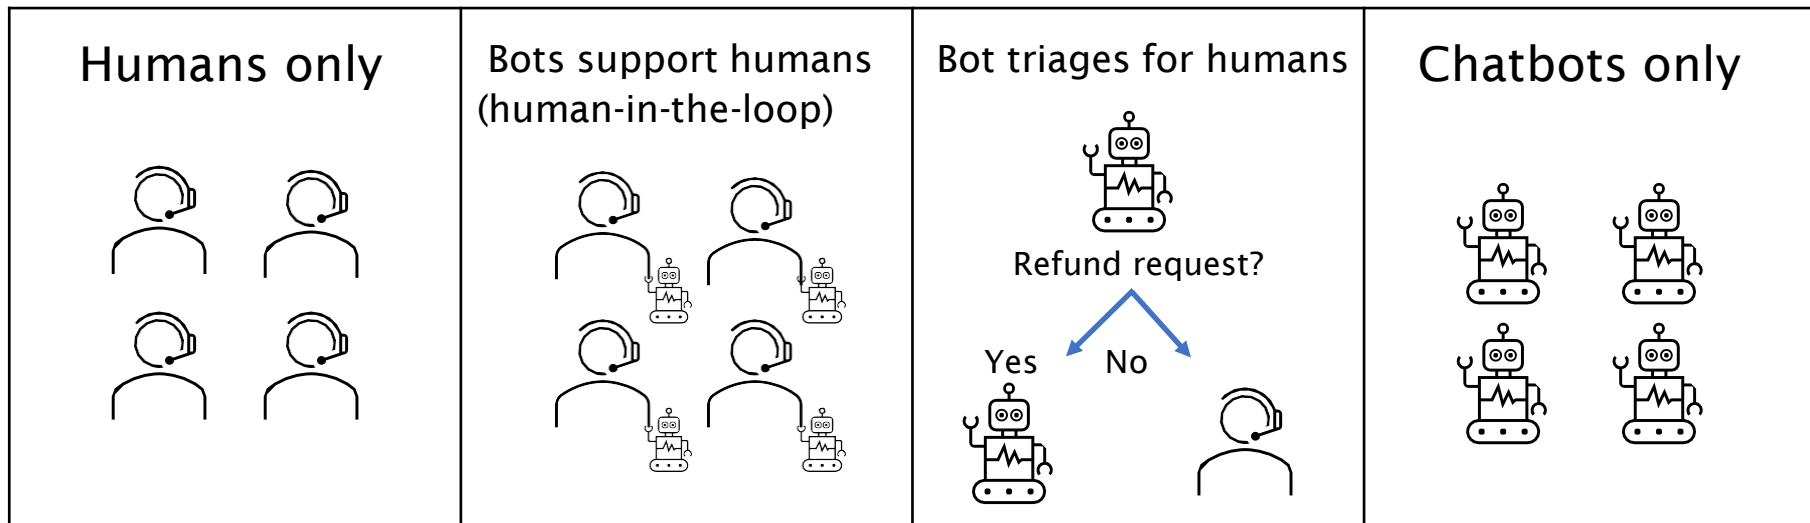 Humans only
Bots support humans
(human-in-the-loop)
Bot triages for humans
Refund request?
Yes
No
Chatbots only